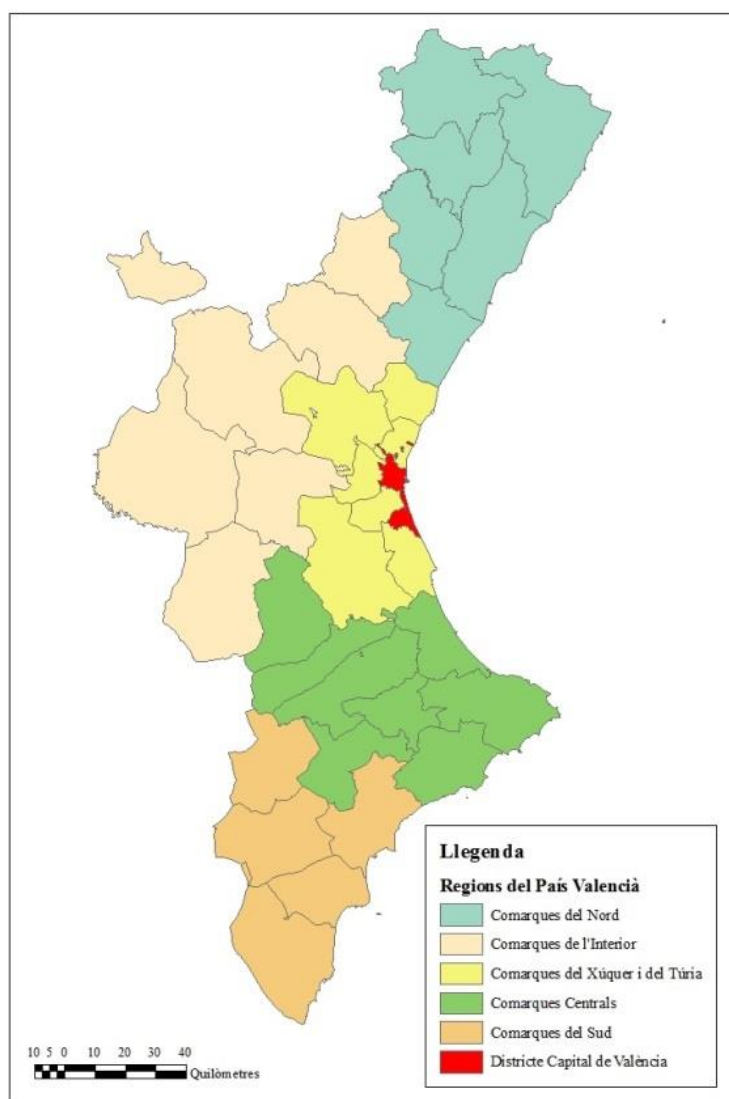 Llegenda
Regions del País Valencià
Comarques del Nord
Comarques de l'Interior
Comarques del Xúquer i del Túria
Comarques Centrals
Comarques del Sud
Districte Capital de València
10 5 0 10 20 30 40
Quilòmetres